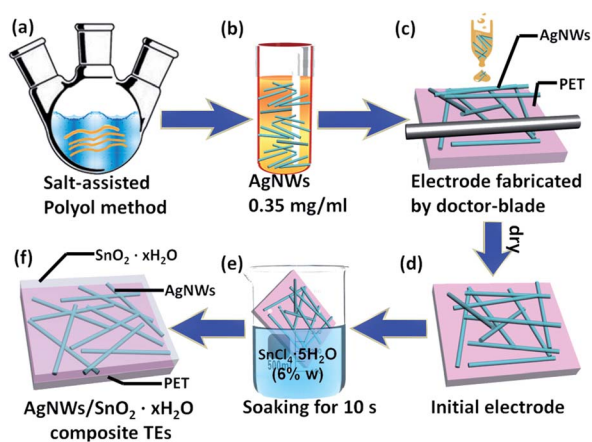 (a)
Salt-assisted
Polyol method
(b)
AgNWs
0.35 mg/ml
(c)
AgNWs
PET
Electrode fabricated
by doctor-blade
dry
(d)
Initial electrode
(e)
SnCl₄·5H₂O
(6% w)
500m
Soaking for 10 s
(f)
SnO₂ · xH₂O
AgNWs
PET
AgNWs/SnO₂ · xH₂O
composite TEs